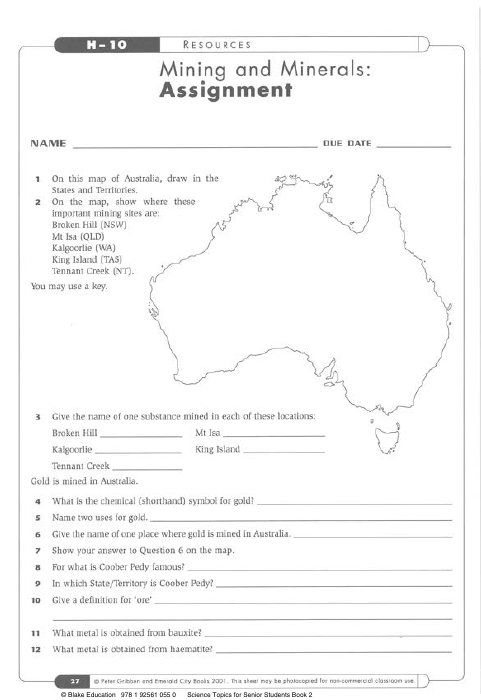 H–10 RESOURCES
Mining and Minerals:
Assignment
NAME DUE DATE
1 On this map of Australia, draw in the
States and Territories.
2 On the map, show where these
important mining sites are:
Broken Hill (NSW)
Mt Isa (QLD)
Kalgoorlie (WA)
King Island (TAS)
Tennant Creek (NT).
You may use a key.
3 Give the name of one substance mined in each of these locations:
Broken Hill Mt Isa
Kalgoorlie King Island
Tennant Creek
Gold is mined in Australia.
4 What is the chemical (shorthand) symbol for gold?
5 Name two uses for gold.
6 Give the name of one place where gold is mined in Australia.
7 Show your answer to Question 6 on the map.
8 For what is Coober Pedy famous?
9 In which State/Territory is Coober Pedy?
10 Give a definition for 'ore'
11 What metal is obtained from bauxite?
12 What metal is obtained from haematite?
27 © Peter Gribben and Emerald City Books 2001. This sheet may be photocopied for non-commercial classroom use.
© Blake Education 978 1 92561 055 0 Science Topics for Senior Students Book 2